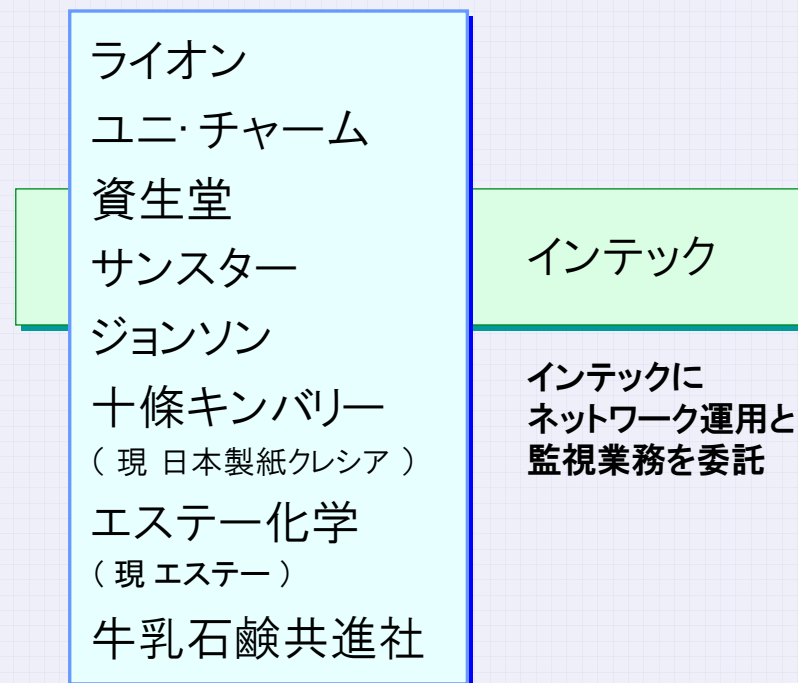 ライオン
ユニ・チャーム
資生堂
サンスター
ジョンソン
十條キンバリー
( 現 日本製紙クレシア )
エステー化学
( 現 エステー )
牛乳石鹸共進社
インテック
インテックに
ネットワーク運用と
監視業務を委託